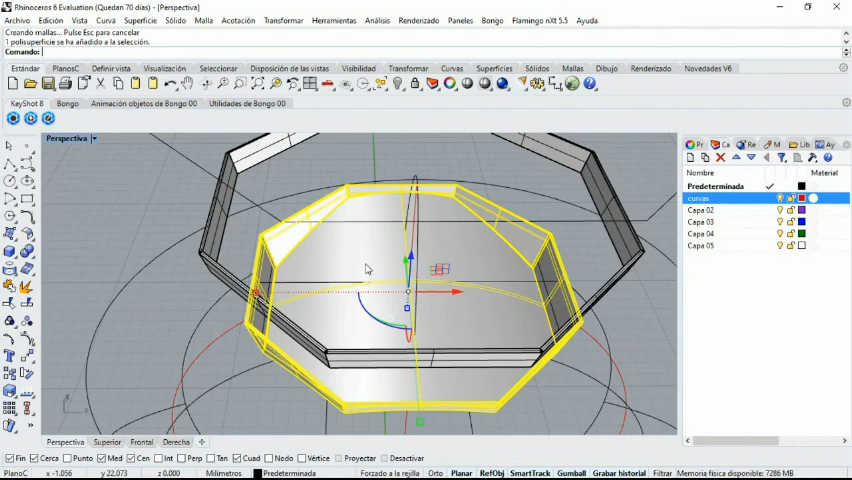 Rhinoceros 6 Evaluation (Quedan 70 días) - [Perspectiva]
Archivo Edición Vista Curva Superficie Sólido Malla Acotación Transformar Herramientas Análisis Renderizado Paneles Bongo Flamingo nXt 5.5 Ayuda
Creando mallas... Pulse Esc para cancelar
1 polisuperficie se ha añadido a la selección.
Comando:
Estándar PlanosC Definir vista Visualización Seleccionar Disposición de las vistas Visibilidad Transformar Curvas Superficies Sólidos Mallas Dibujo Renderizado Novedades V6
KeyShot 8 Bongo Animación objetos de Bongo 00 Utilidades de Bongo 00
Perspectiva
Pr Ca Re M Lib Ay
Nombre Material
Predeterminada
curvas
Capa 02
Capa 03
Capa 04
Capa 05
z
x
Perspectiva Superior Frontal Derecha
Fin Cerca Punto Med Cen Int Perp Tan Cuad Nodo Vértice Proyectar Desactivar
PlanoC x -1.056 y 22.073 z 0.000 Milímetros Predeterminada Forzado a la rejilla Orto Planar RefObj SmartTrack Gumball Grabar historial Filtrar Memoria física disponible: 7286 MB